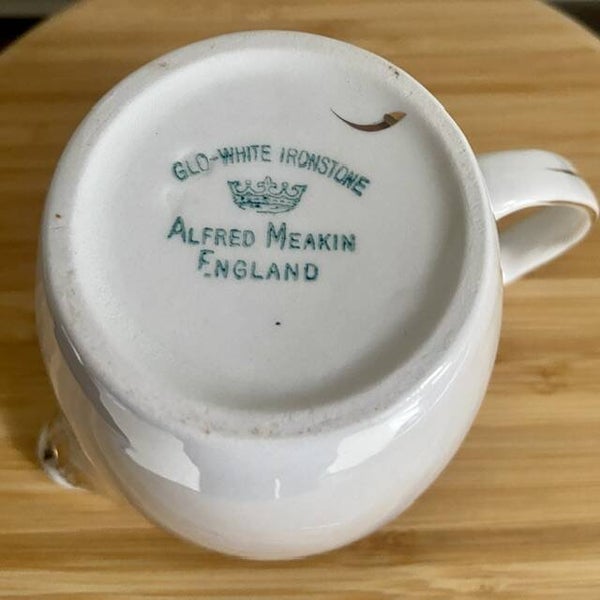 GLO-WHITE IRONSTONE
ALFRED MEAKIN
ENGLAND